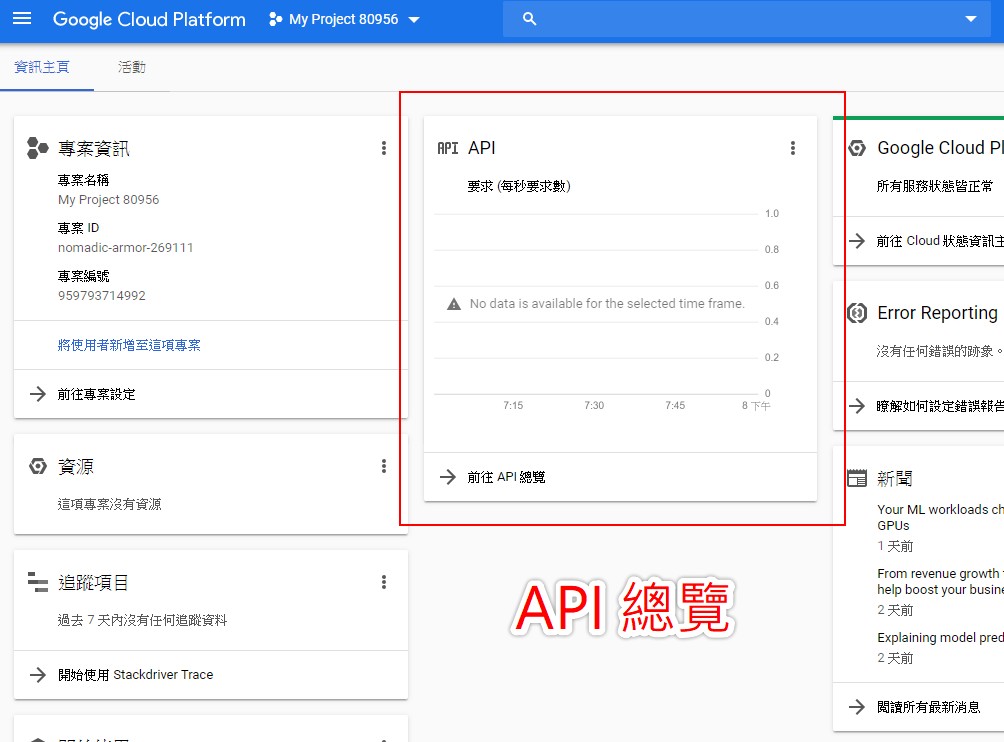 Google Cloud Platform
My Project 80956
資訊主頁
活動
專案資訊
專案名稱
My Project 80956
專案 ID
nomadic-armor-269111
專案編號
959793714992
將使用者新增至這項專案
前往專案設定
資源
這項專案沒有資源
追蹤項目
過去 7 天內沒有任何追蹤資料
開始使用 Stackdriver Trace
API API
要求 (每秒要求數)
1.0
0.8
0.6
No data is available for the selected time frame.
0.4
0.2
0
7:15
7:30
7:45
8 下午
前往 API 總覽
API 總覽
Google Cloud Pl
所有服務狀態皆正常
前往 Cloud 狀態資訊主
Error Reporting
沒有任何錯誤的跡象。
瞭解如何設定錯誤報告
新聞
Your ML workloads ch
GPUs
1 天前
From revenue growth
help boost your busine
2 天前
Explaining model pred
2 天前
閱讀所有最新消息